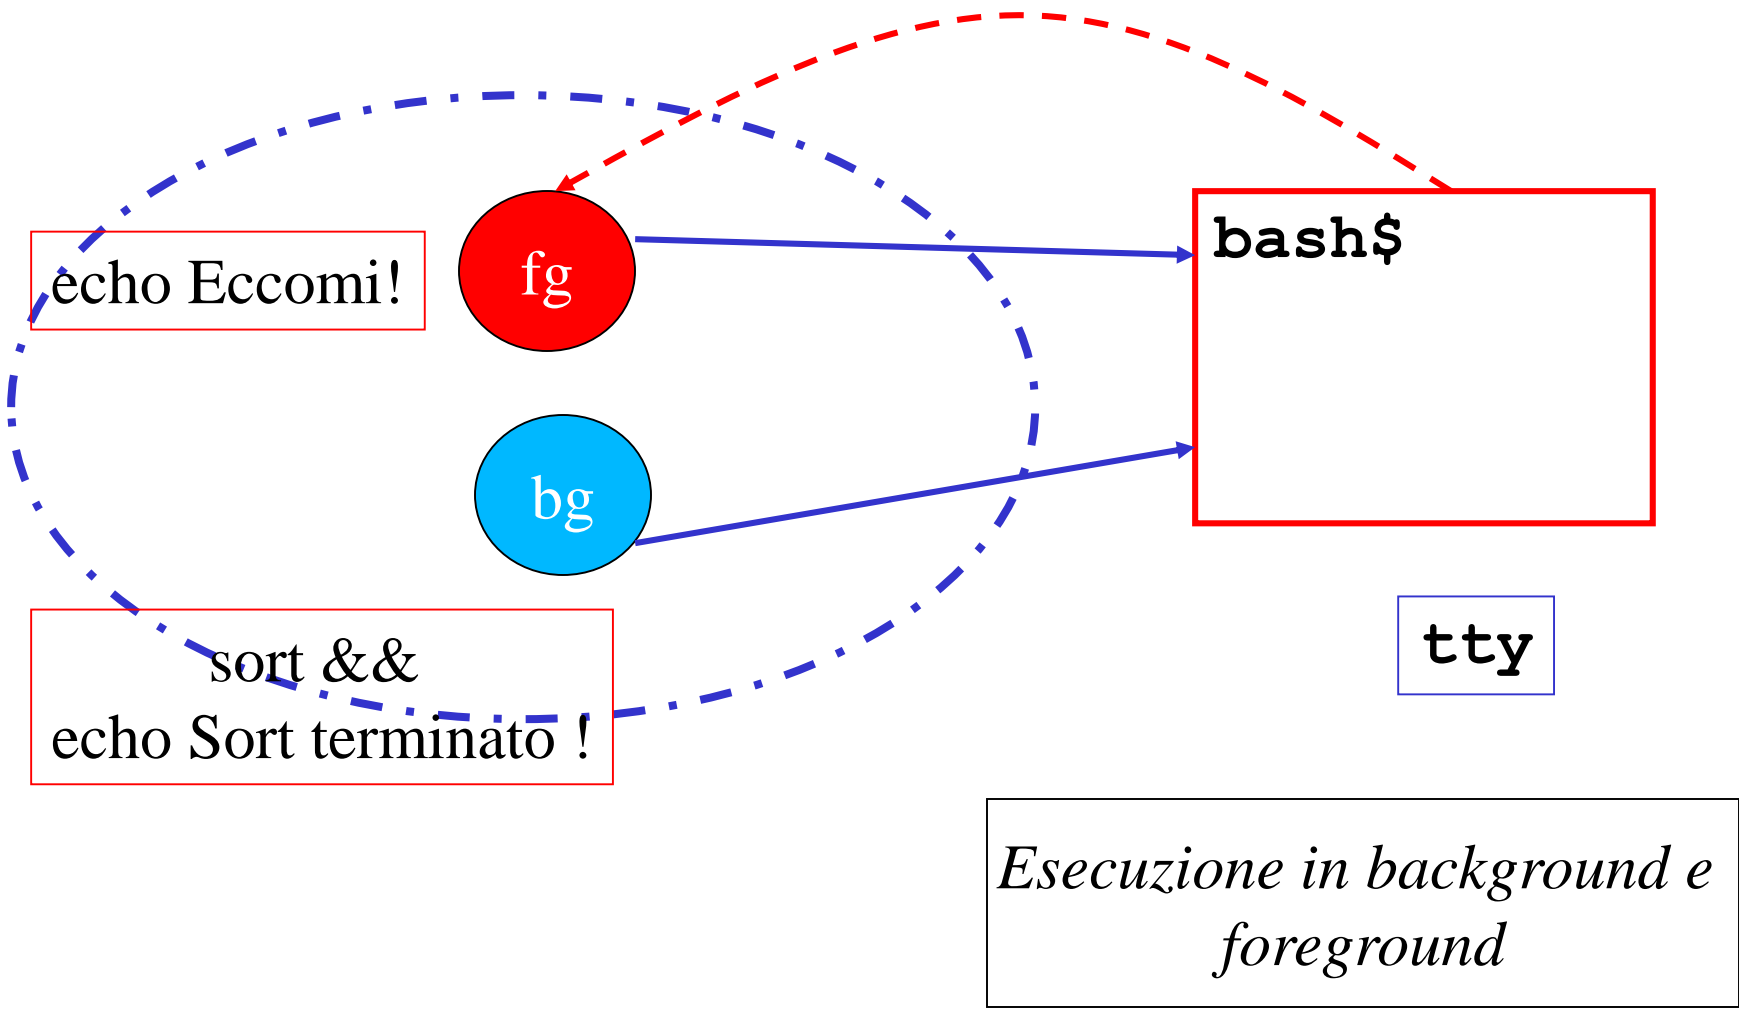 bash$
echo Eccomi!
fg
bg
tty
sort &&
echo Sort terminato !
Esecuzione in background e
foreground